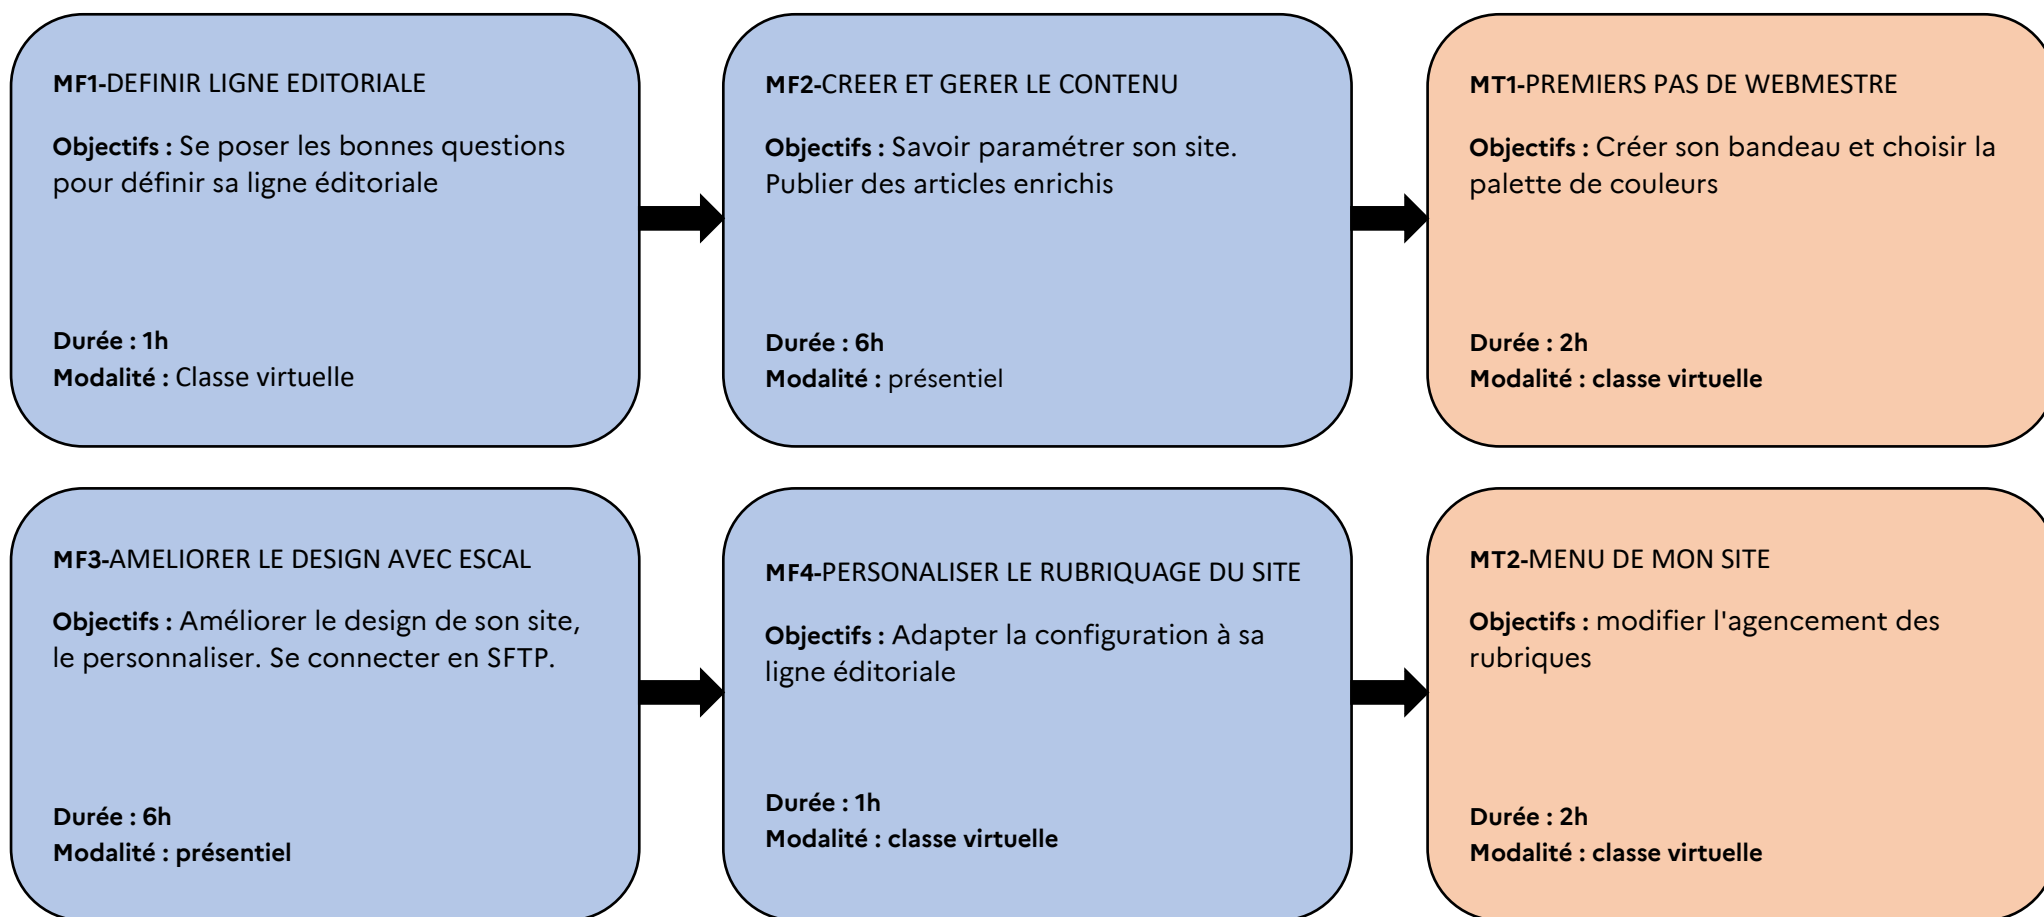 MF1-DEFINIR LIGNE EDITORIALE
Objectifs : Se poser les bonnes questions
pour définir sa ligne éditoriale
Durée : 1h
Modalité : Classe virtuelle
MF2-CREER ET GERER LE CONTENU
Objectifs : Savoir paramétrer son site.
Publier des articles enrichis
Durée : 6h
Modalité : présentiel
MT1-PREMIERS PAS DE WEBMESTRE
Objectifs : Créer son bandeau et choisir la
palette de couleurs
Durée : 2h
Modalité : classe virtuelle
MF3-AMELIORER LE DESIGN AVEC ESCAL
Objectifs : Améliorer le design de son site,
le personnaliser. Se connecter en SFTP.
Durée : 6h
Modalité : présentiel
MF4-PERSONALISER LE RUBRIQUAGE DU SITE
Objectifs : Adapter la configuration à sa
ligne éditoriale
Durée : 1h
Modalité : classe virtuelle
MT2-MENU DE MON SITE
Objectifs : modifier l'agencement des
rubriques
Durée : 2h
Modalité : classe virtuelle